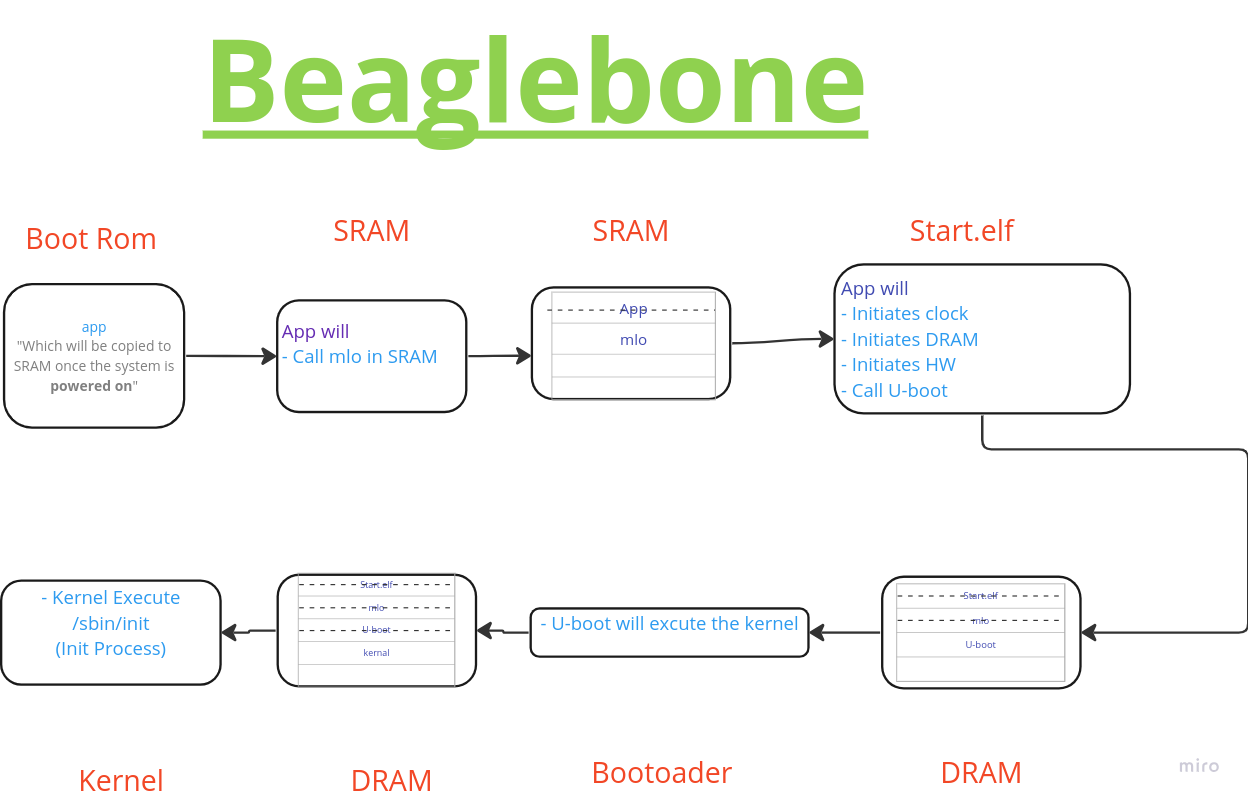 Beaglebone
Boot Rom
SRAM
SRAM
Start.elf
app
"Which will be copied to
SRAM once the system is
powered on"
App will
- Call mlo in SRAM
App
mlo
App will
- Initiates clock
- Initiates DRAM
- Initiates HW
- Call U-boot
- Kernel Execute
/sbin/init
(Init Process)
Start.elf
mlo
U-boot
kernal
- U-boot will excute the kernel
Start.elf
mlo
U-boot
Kernel
DRAM
Bootoader
DRAM
miro